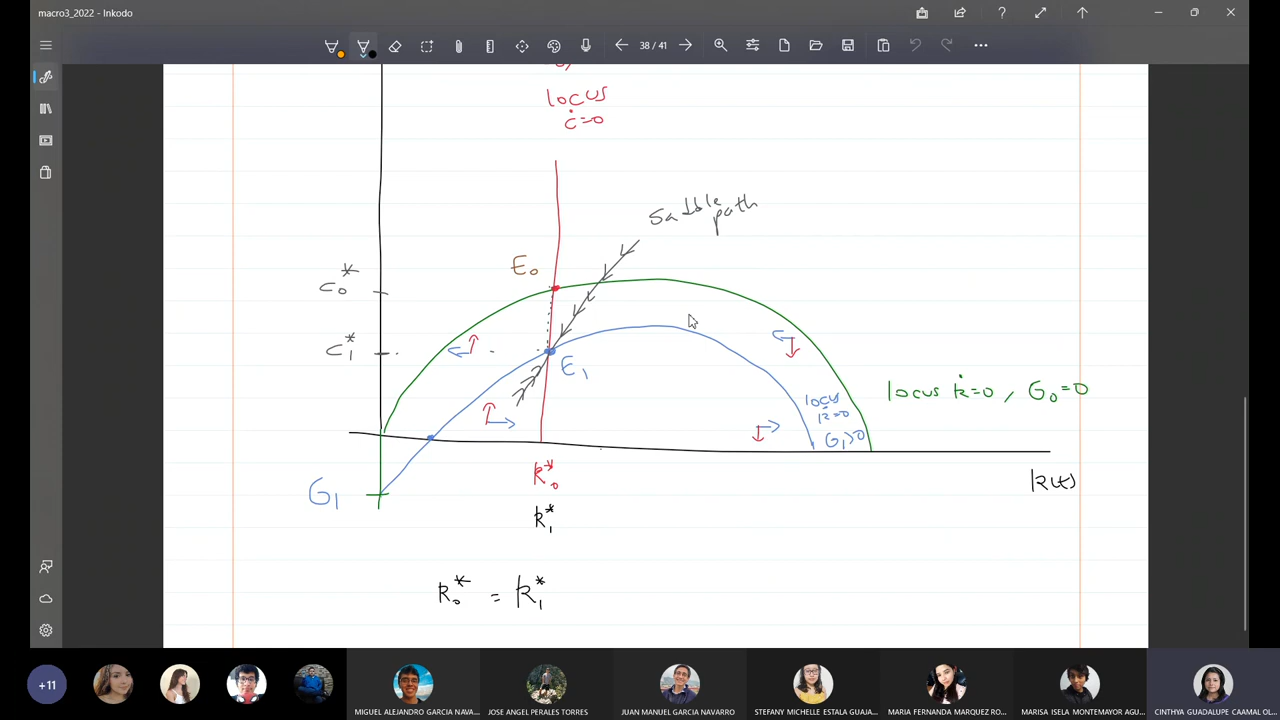 macro3_2022 - Inkodo
38 / 41
locus
ċ=0
Saddle path
E₀
c₀*
c₁*
E₁
locus k̇=0, G₀=0
locus
k̇=0
G₁>0
G₁
k₀*
k(t)
k₁*
k₀* = k₁*
+11
MIGUEL ALEJANDRO GARCIA NAVA...
JOSE ANGEL PERALES TORRES
JUAN MANUEL GARCIA NAVARRO
STEFANY MICHELLE ESTALA GUAJA...
MARIA FERNANDA MARQUEZ RO...
MARISA ISELA MONTEMAYOR AGU...
CINTHYA GUADALUPE CAAMAL OL...